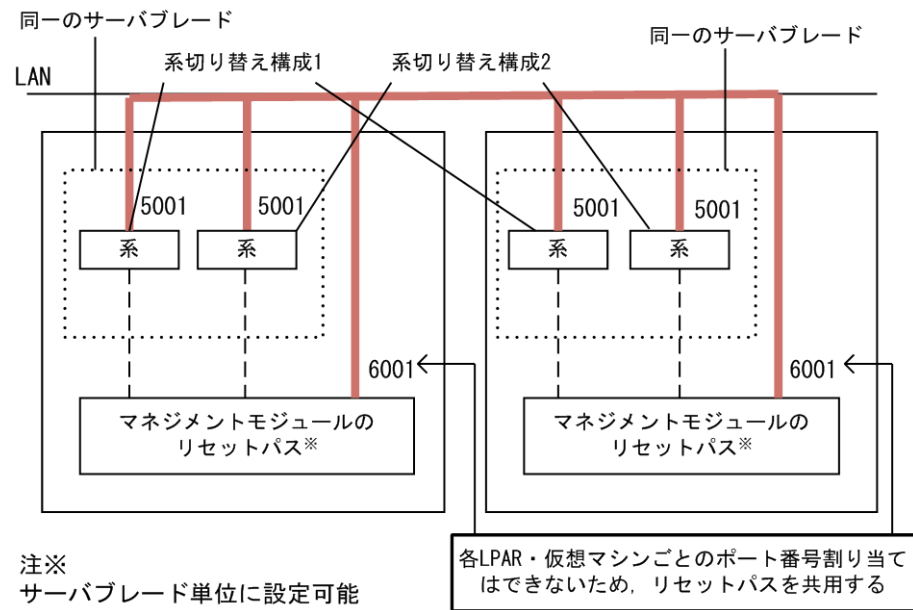 同一のサーバブレード
同一のサーバブレード
系切り替え構成1
系切り替え構成2
LAN
5001
5001
5001
5001
系
系
系
系
6001
6001
マネジメントモジュールの
リセットパス※
マネジメントモジュールの
リセットパス※
注※
サーバブレード単位に設定可能
各LPAR・仮想マシンごとのポート番号割り当て
はできないため，リセットパスを共用する